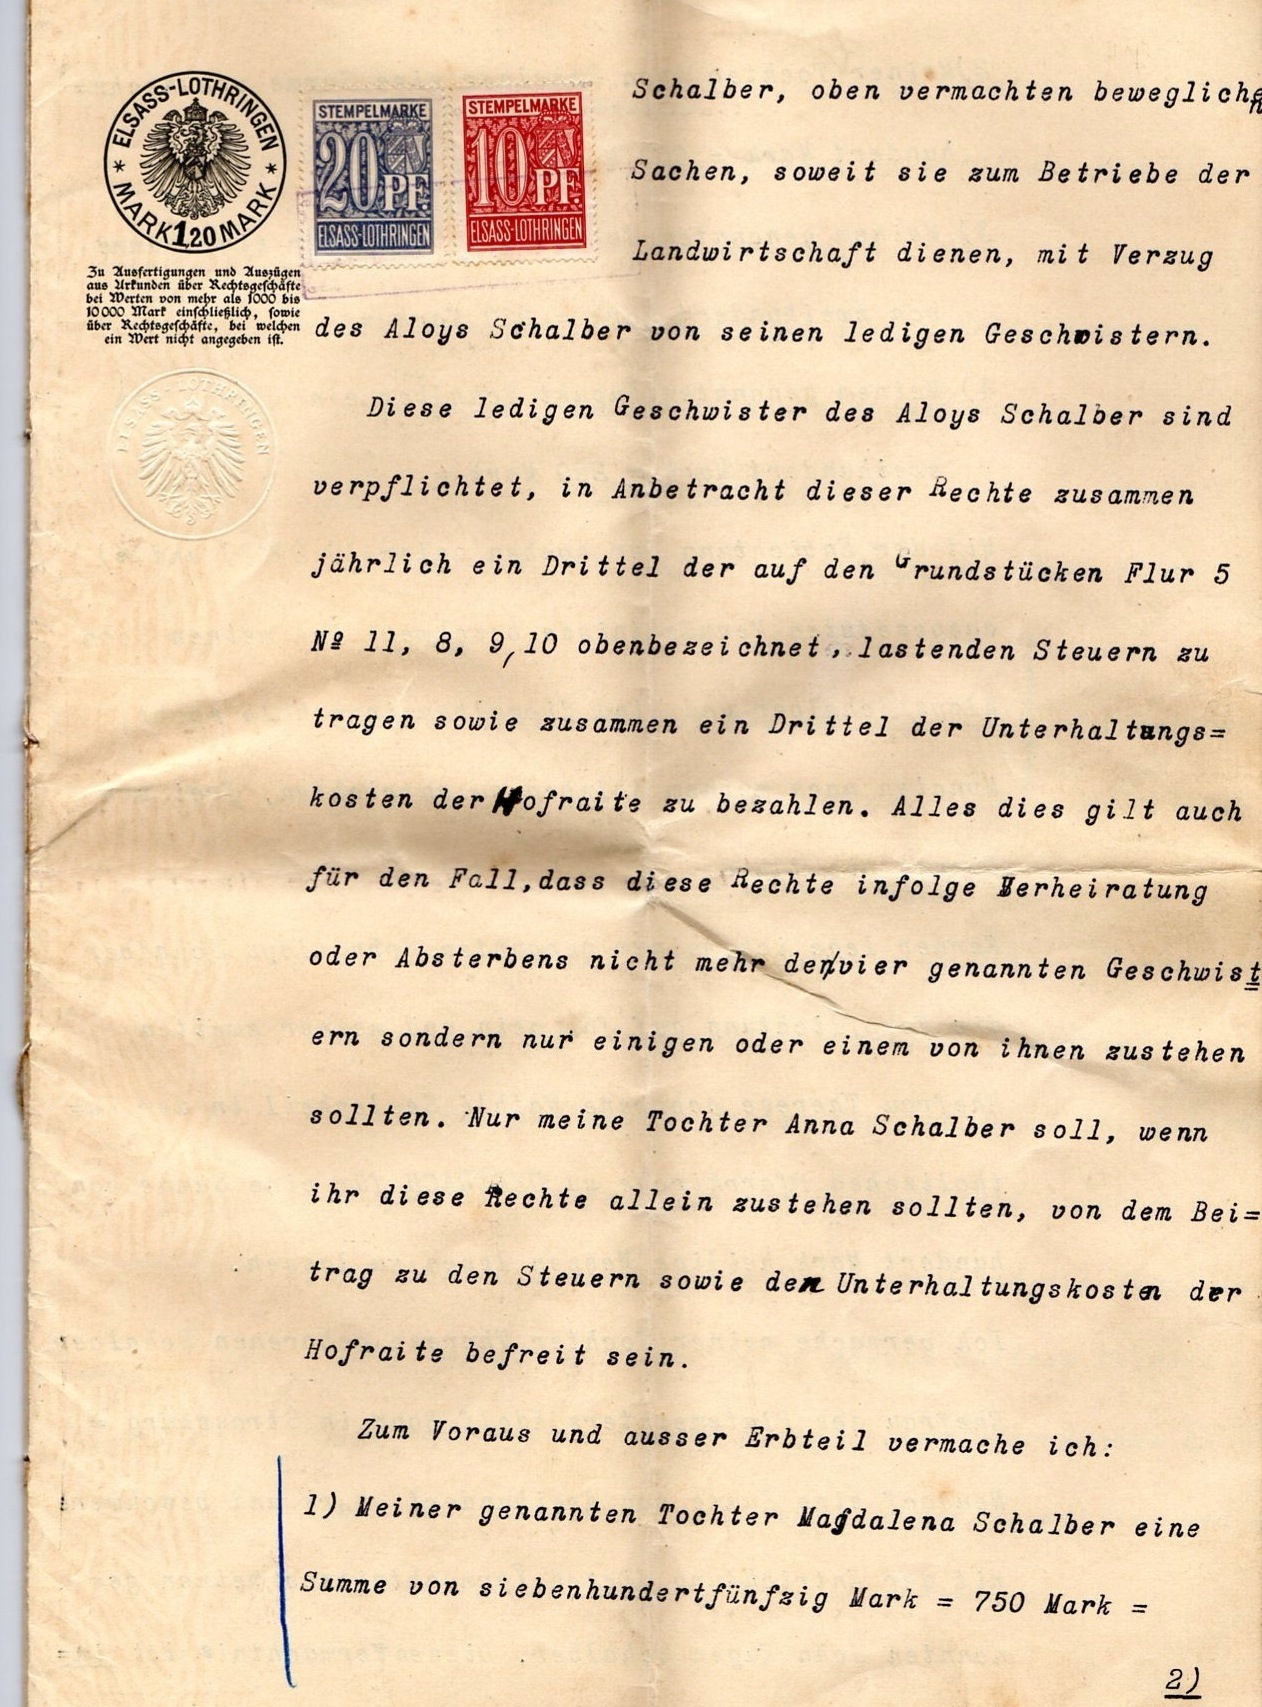 ELSASS-LOTHRINGEN
MARK 1,20 MARK
Zu Ausfertigungen und Auszügen
aus Urkunden über Rechtsgeschäfte
bei Werten von mehr als 1000 bis
10000 Mark einschließlich, sowie
über Rechtsgeschäfte, bei welchen
ein Wert nicht angegeben ist.
ELSASS-LOTHRINGEN
STEMPELMARKE
20 PF.
ELSASS-LOTHRINGEN
STEMPELMARKE
10 PF.
ELSASS-LOTHRINGEN
Schalber, oben vermachten beweglichn
Sachen, soweit sie zum Betriebe der
Landwirtschaft dienen, mit Verzug
des Aloys Schalber von seinen ledigen Geschwistern.
Diese ledigen Geschwister des Aloys Schalber sind
verpflichtet, in Anbetracht dieser Rechte zusammen
jährlich ein Drittel der auf den Grundstücken Flur 5
Nº 11, 8, 9,10 obenbezeichnet, lastenden Steuern zu
tragen sowie zusammen ein Drittel der Unterhaltungs=
kosten der Hofraite zu bezahlen. Alles dies gilt auch
für den Fall,dass diese Rechte infolge Verheiratung
oder Absterbens nicht mehr den/vier genannten Geschwist
ern sondern nur einigen oder einem von ihnen zustehen
sollten. Nur meine Tochter Anna Schalber soll, wenn
ihr diese Rechte allein zustehen sollten, von dem Bei=
trag zu den Steuern sowie den Unterhaltungskosten der
Hofraite befreit sein.
Zum Voraus und ausser Erbteil vermache ich:
1) Meiner genannten Tochter Magdalena Schalber eine
Summe von siebenhundertfünfzig Mark = 750 Mark =
2)